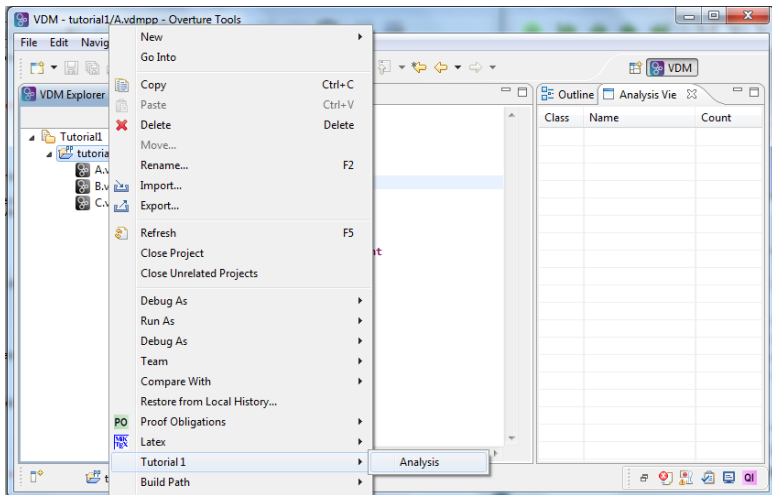 VDM - tutorial1/A.vdmpp - Overture Tools
File Edit Navig
VDM
VDM Explorer
Outline Analysis Vie
Class Name Count
Tutorial1
tutoria
A.v
B.v
C.v
nt
New
Go Into
Copy Ctrl+C
Paste Ctrl+V
Delete Delete
Move...
Rename... F2
Import...
Export...
Refresh F5
Close Project
Close Unrelated Projects
Debug As
Run As
Debug As
Team
Compare With
Restore from Local History...
PO Proof Obligations
Latex
Tutorial 1 Analysis
Build Path
t
QI